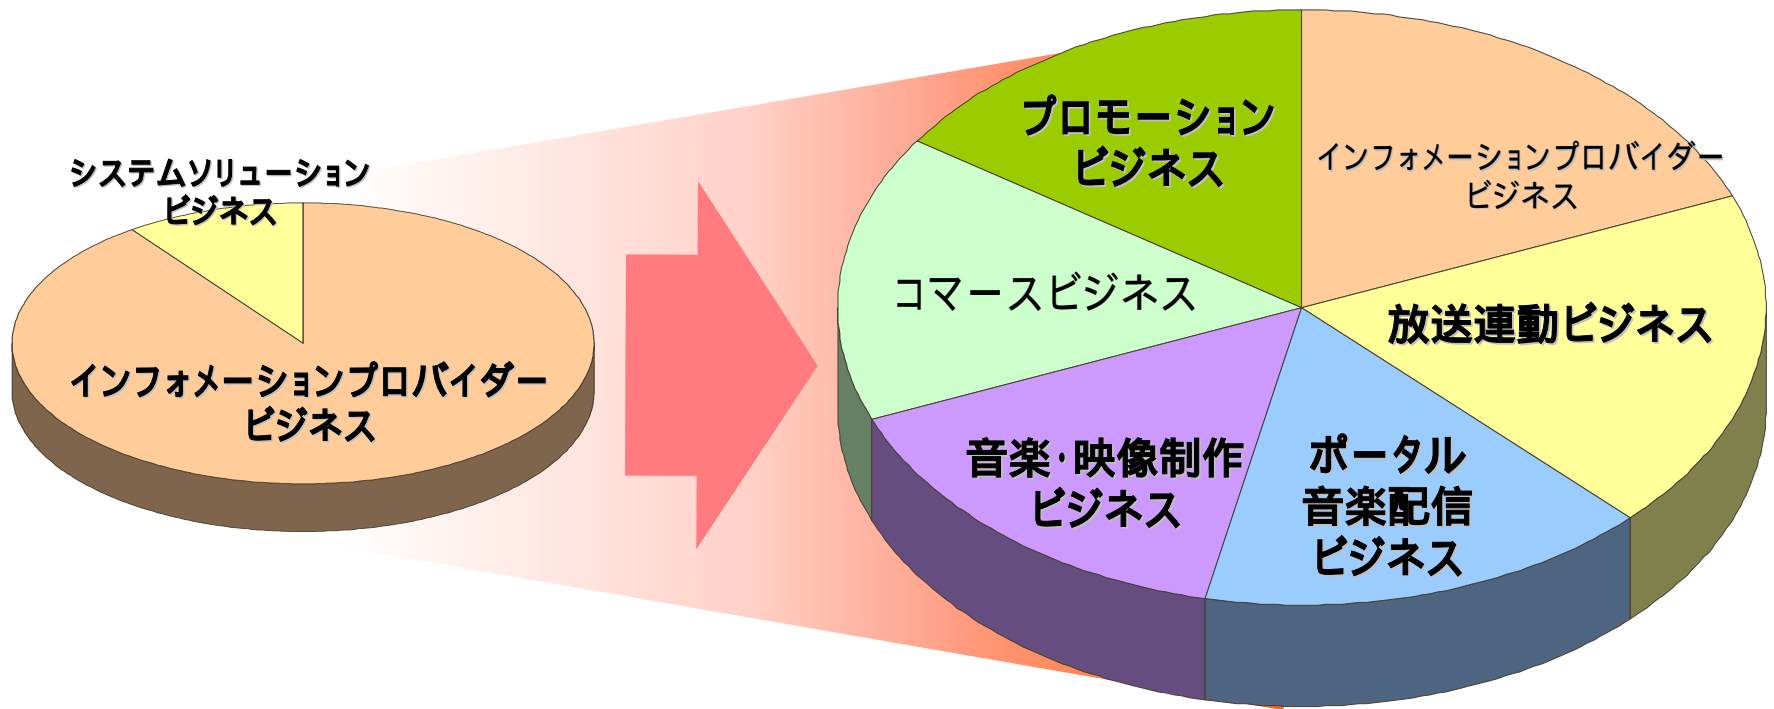 システムソリューション
ビジネス
インフォメーションプロバイダー
ビジネス
プロモーション
ビジネス
インフォメーションプロバイダー
ビジネス
コマースビジネス
放送連動ビジネス
音楽･映像制作
ビジネス
ポータル
音楽配信
ビジネス